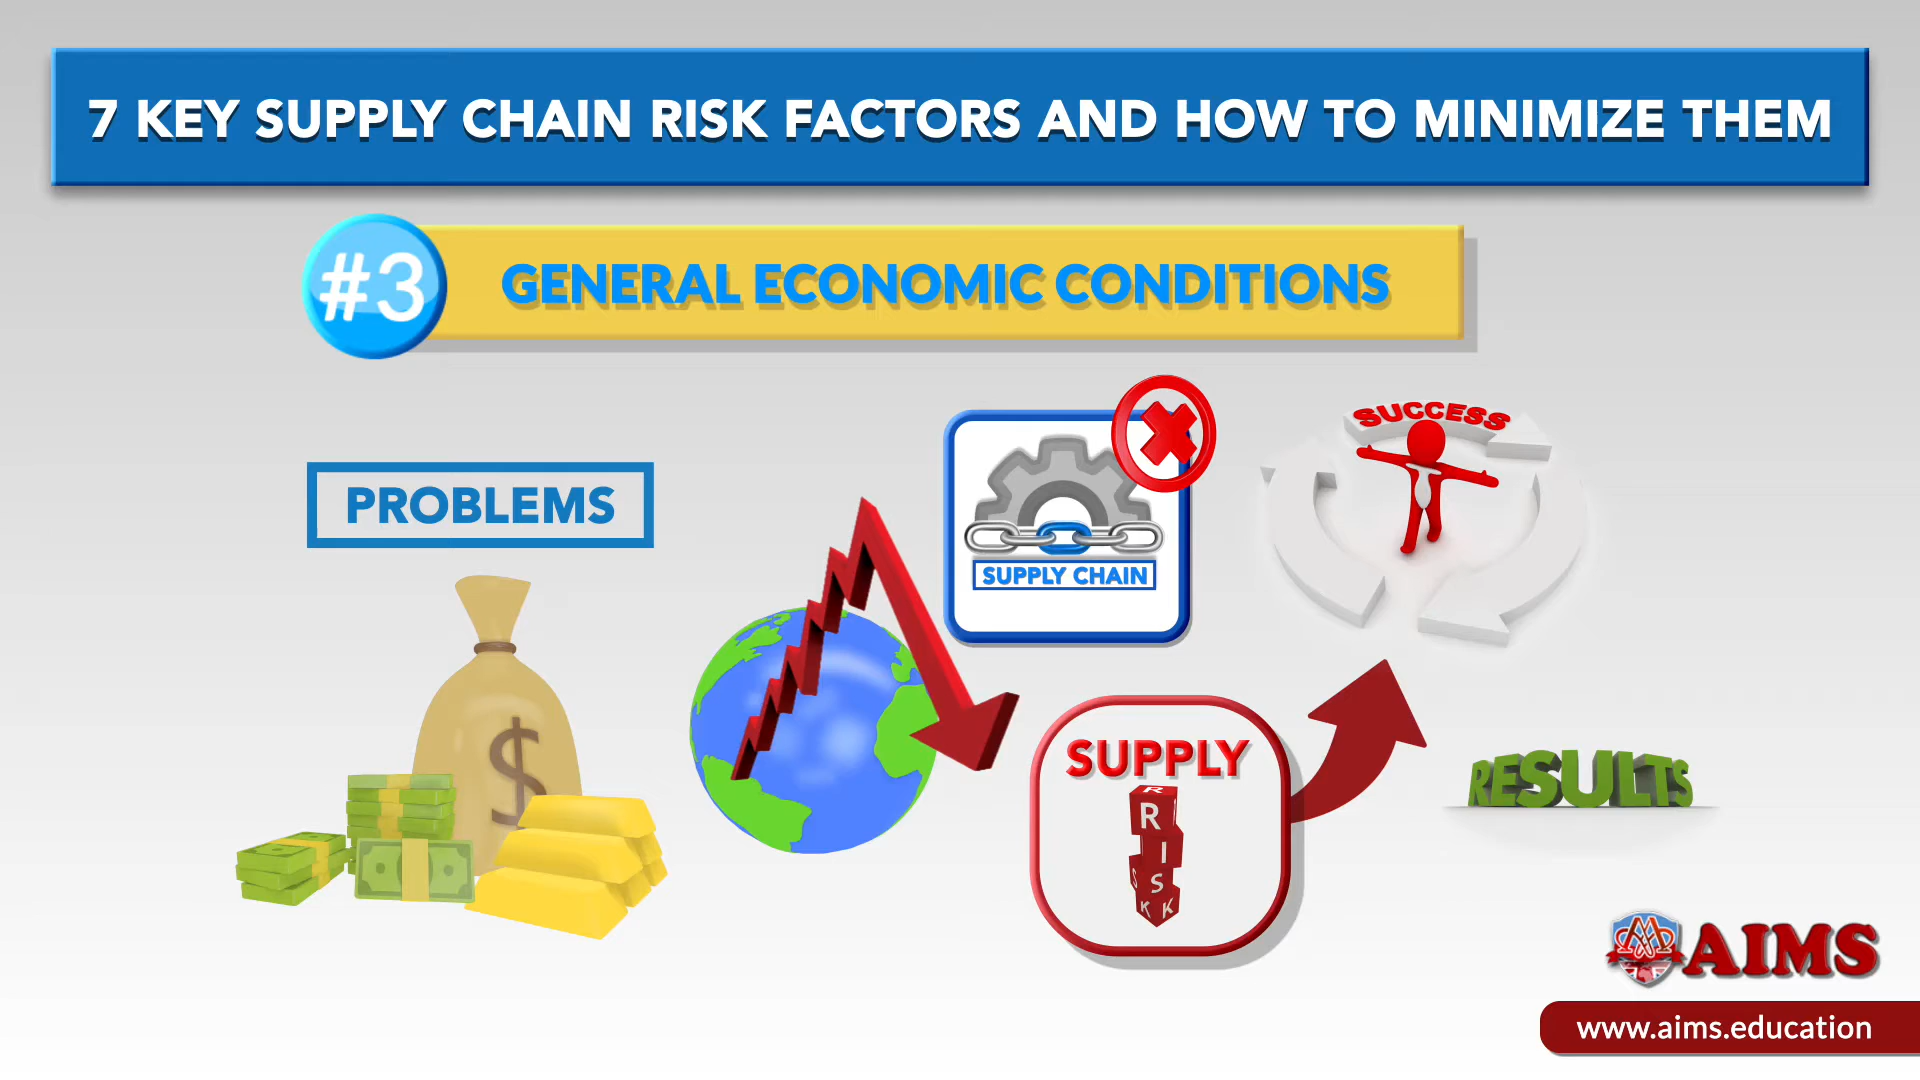 7 KEY SUPPLY CHAIN RISK FACTORS AND HOW TO MINIMIZE THEM
#3
GENERAL ECONOMIC CONDITIONS
PROBLEMS
$
SUPPLY CHAIN
SUCCESS
SUPPLY
R
I
S S
K K
RESULTS
AIMS
www.aims.education